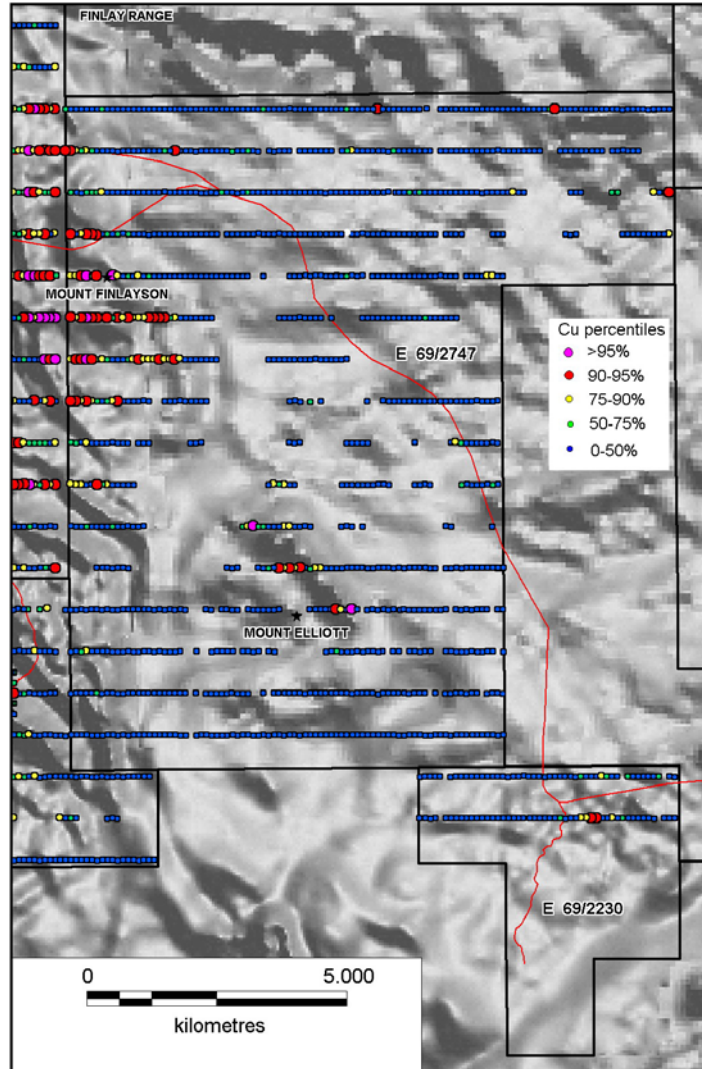 FINLAY RANGE
MOUNT FINLAYSON
E 69/2747
Cu percentiles
>95%
90-95%
75-90%
50-75%
0-50%
MOUNT ELLIOTT
E 69/2230
0 5.000
kilometres